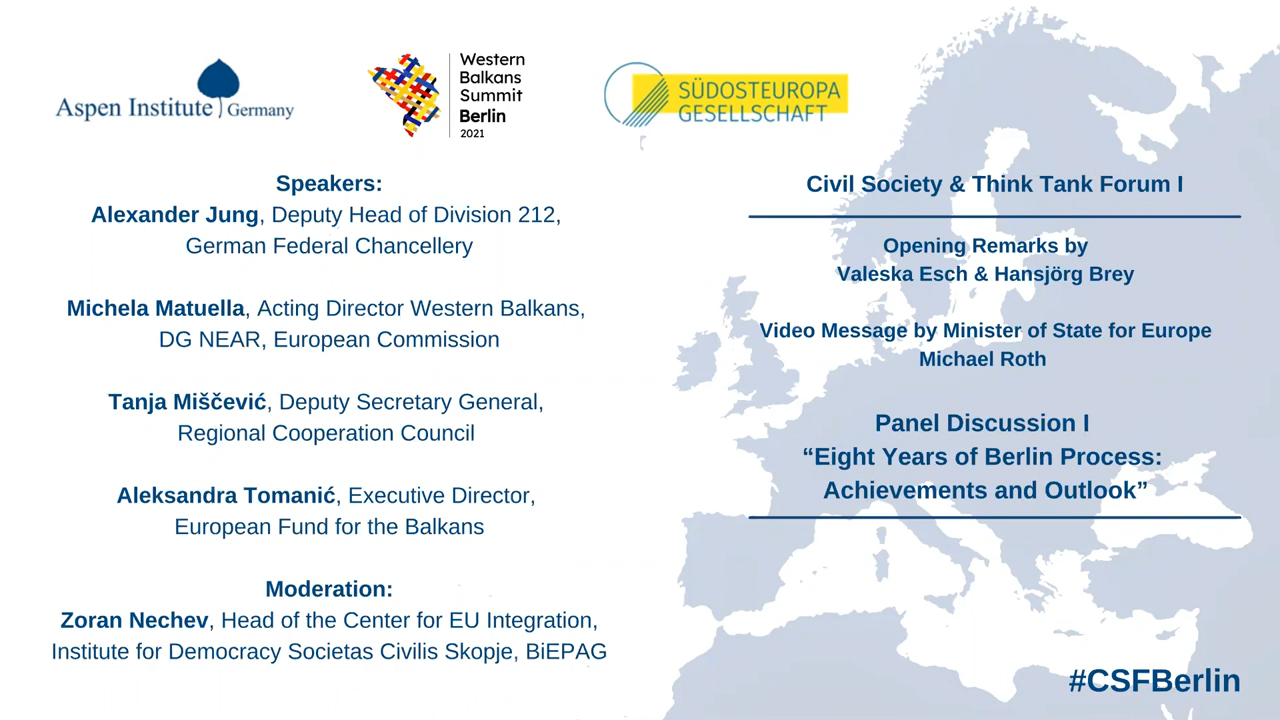 Aspen Institute Germany
Western
Balkans
Summit
Berlin
2021
SÜDOSTEUROPA
GESELLSCHAFT
Speakers:
Alexander Jung, Deputy Head of Division 212,
German Federal Chancellery
Michela Matuella, Acting Director Western Balkans,
DG NEAR, European Commission
Tanja Miščević, Deputy Secretary General,
Regional Cooperation Council
Aleksandra Tomanić, Executive Director,
European Fund for the Balkans
Moderation:
Zoran Nechev, Head of the Center for EU Integration,
Institute for Democracy Societas Civilis Skopje, BiEPAG
Civil Society & Think Tank Forum I
Opening Remarks by
Valeska Esch & Hansjörg Brey
Video Message by Minister of State for Europe
Michael Roth
Panel Discussion I
“Eight Years of Berlin Process:
Achievements and Outlook”
#CSFBerlin